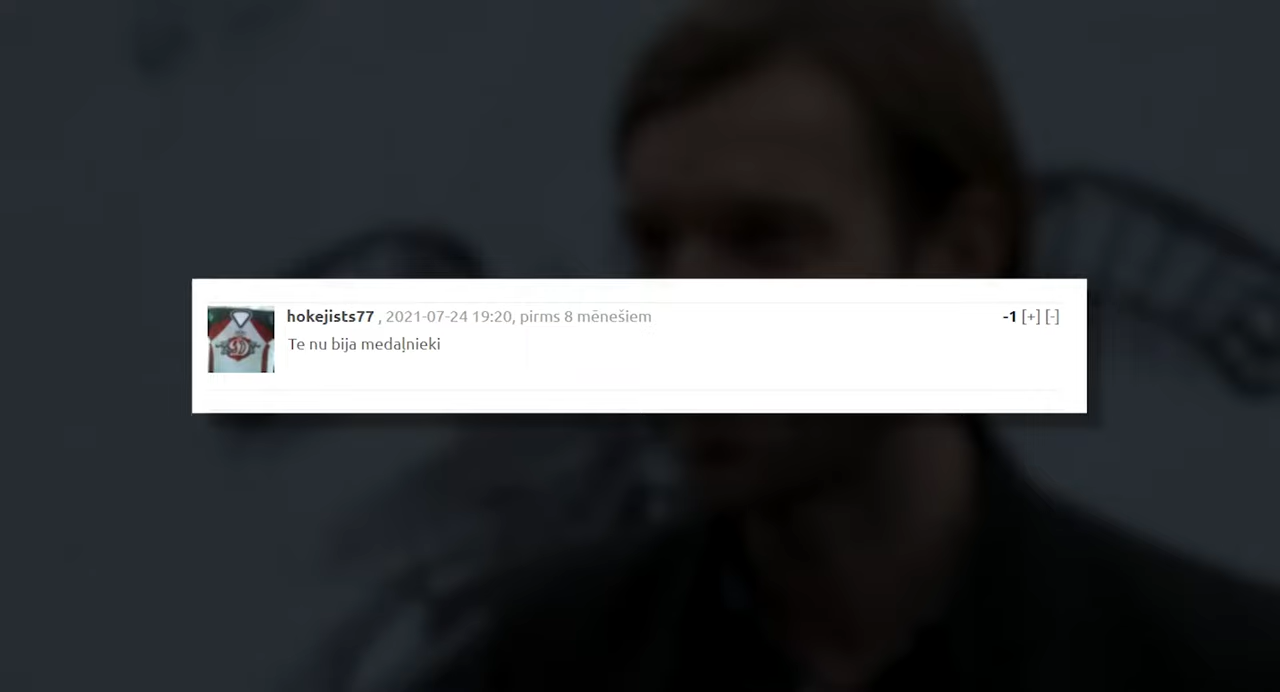 hokejists77 , 2021-07-24 19:20, pirms 8 mēnešiem -1 [+] [-]
Te nu bija medaļnieki